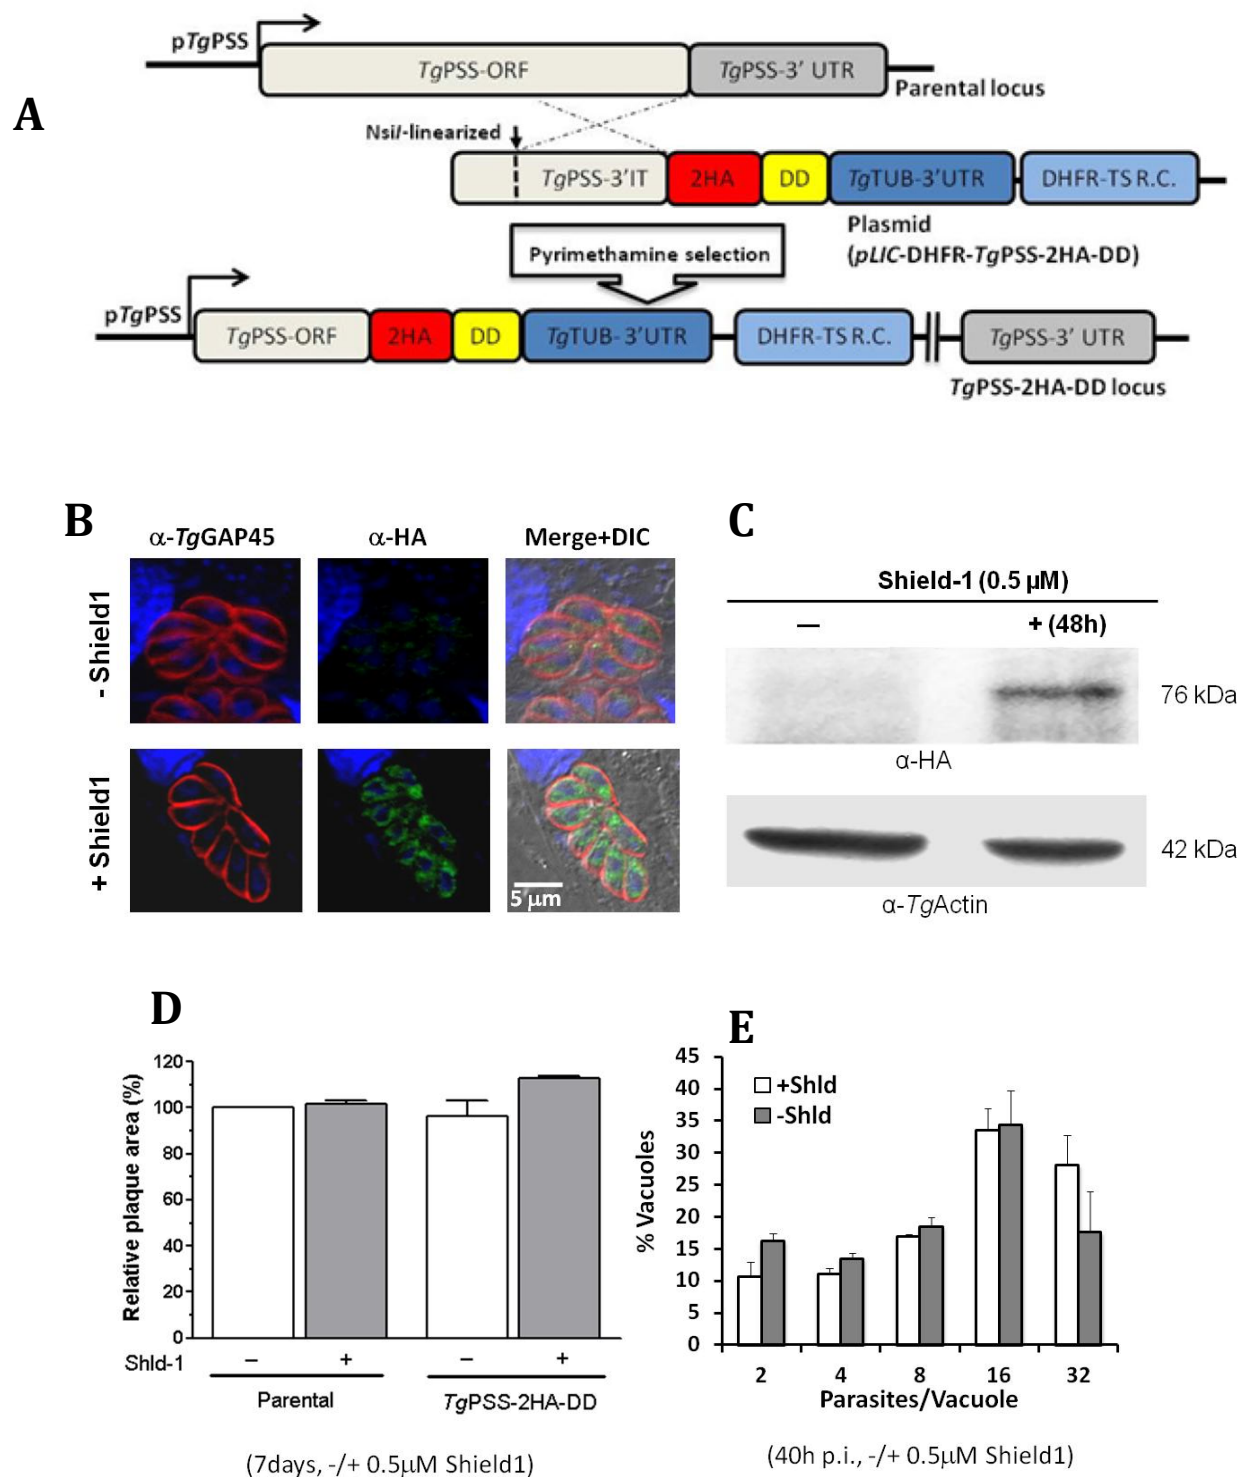 A
pTgPSS
TgPSS-ORF
TgPSS-3' UTR
Parental locus
NsiI-linearized
TgPSS-3'IT
2HA
DD
TgTUB-3'UTR
DHFR-TS R.C.
Plasmid
(pLIC-DHFR-TgPSS-2HA-DD)
Pyrimethamine selection
pTgPSS
TgPSS-ORF
2HA
DD
TgTUB- 3'UTR
DHFR-TS R.C.
TgPSS-3' UTR
TgPSS-2HA-DD locus
B
α-TgGAP45
α-HA
Merge+DIC
- Shield1
+ Shield1
5 µm
C
Shield-1 (0.5 µM)
— + (48h)
76 kDa
α-HA
42 kDa
α-TgActin
D
Relative plaque area (%)
120
100
80
60
40
20
0
Shld-1 – + – +
Parental
TgPSS-2HA-DD
(7days, -/+ 0.5µM Shield1)
E
% Vacuoles
45
40
35
30
25
20
15
10
5
0
+Shld
-Shld
2 4 8 16 32
Parasites/Vacuole
(40h p.i., -/+ 0.5µM Shield1)